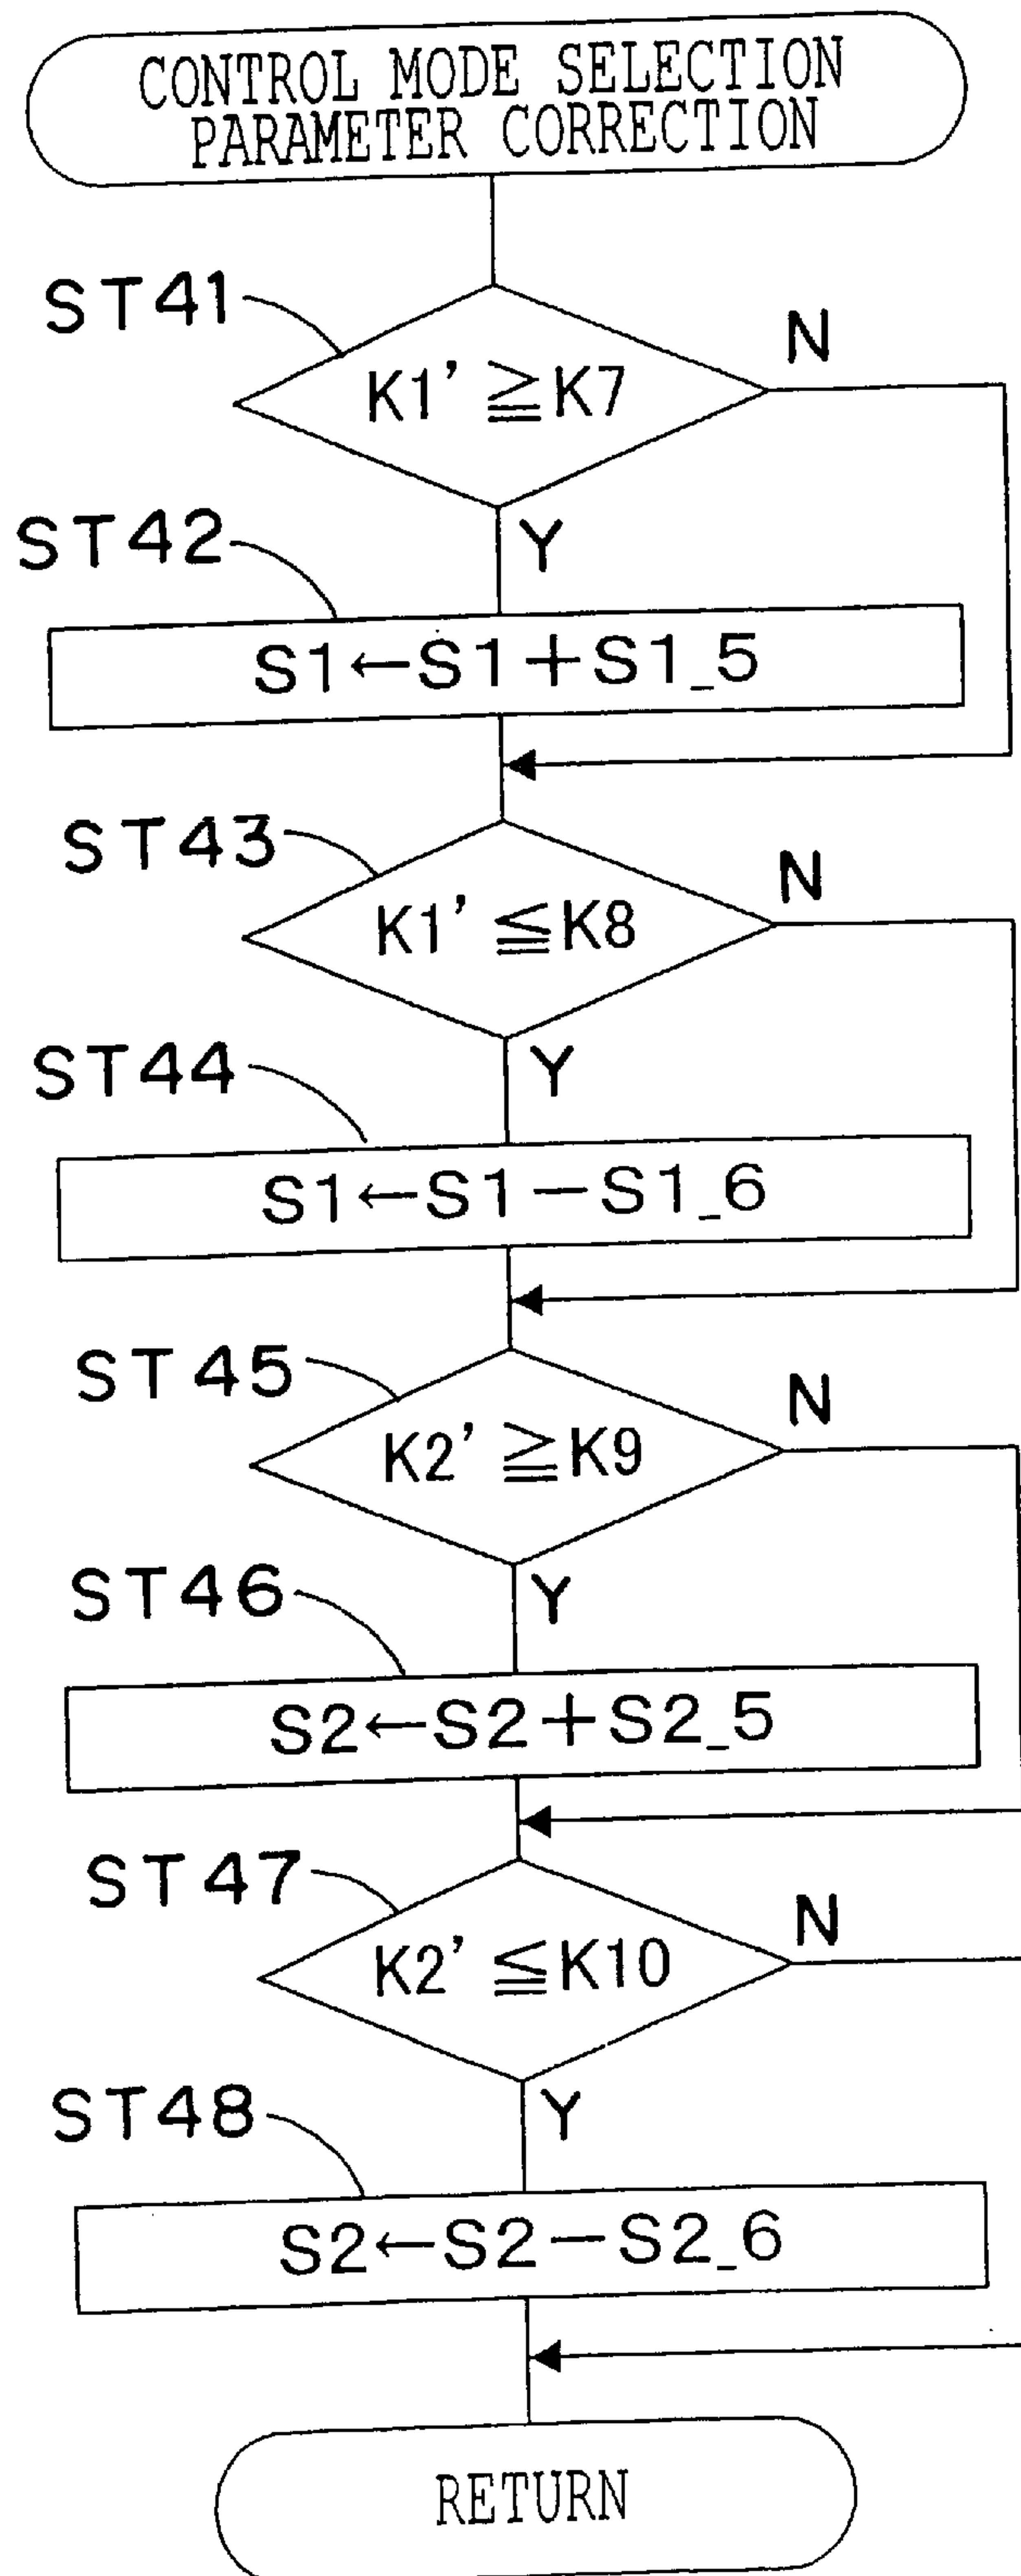 CONTROL MODE SELECTION
PARAMETER CORRECTION
ST41
K1' ≧K7
N
Y
ST42
S1←S1+S1_5
ST43
K1' ≦K8
N
Y
ST44
S1←S1−S1_6
ST45
K2' ≧K9
N
Y
ST46
S2←S2+S2_5
ST47
K2' ≦K10
N
Y
ST48
S2←S2−S2_6
RETURN